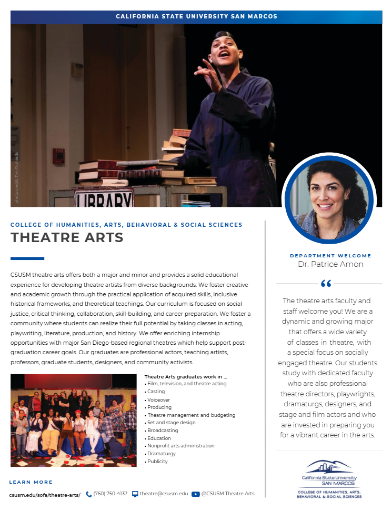 CALIFORNIA STATE UNIVERSITY SAN MARCOS
LIBRARY
COLLEGE OF HUMANITIES, ARTS, BEHAVIORAL & SOCIAL SCIENCES
THEATRE ARTS
CSUSM theatre arts offers both a major and minor and provides a solid educational
experience for developing theatre artists from diverse backgrounds. We foster creative
and academic growth through the practical application of acquired skills, inclusive
historical frameworks, and theoretical teachings. Our curriculum is focused on social
justice, critical thinking, collaboration, skill-building, and career preparation. We foster a
community where students can realize their full potential by taking classes in acting,
playwriting, literature, production, and history. We offer enriching internship
opportunities with major San Diego-based regional theatres which help support post-
graduation career goals. Our graduates are professional actors, teaching artists,
professors, graduate students, designers, and community activists.
Theatre Arts graduates work in ...
• Film, television, and theatre acting
• Casting
• Voiceover
• Producing
• Theatre management and budgeting
• Set and stage design
• Broadcasting
• Education
• Nonprofit arts administration
• Dramaturgy
• Publicity
LEARN MORE
csusm.edu/sofa/theatre-arts/
(760) 750-4137
theatre@csusm.edu
@CSUSM Theatre Arts
DEPARTMENT WELCOME
Dr. Patrice Amon
“
The theatre arts faculty and
staff welcome you! We are a
dynamic and growing major
that offers a wide variety
of classes in theatre, with
a special focus on socially
engaged theatre. Our students
study with dedicated faculty
who are also professional
theatre directors, playwrights,
dramaturgs, designers, and
stage and film actors and who
are invested in preparing you
for a vibrant career in the arts.
California State University
SAN MARCOS
COLLEGE OF HUMANITIES, ARTS,
BEHAVIORAL & SOCIAL SCIENCES